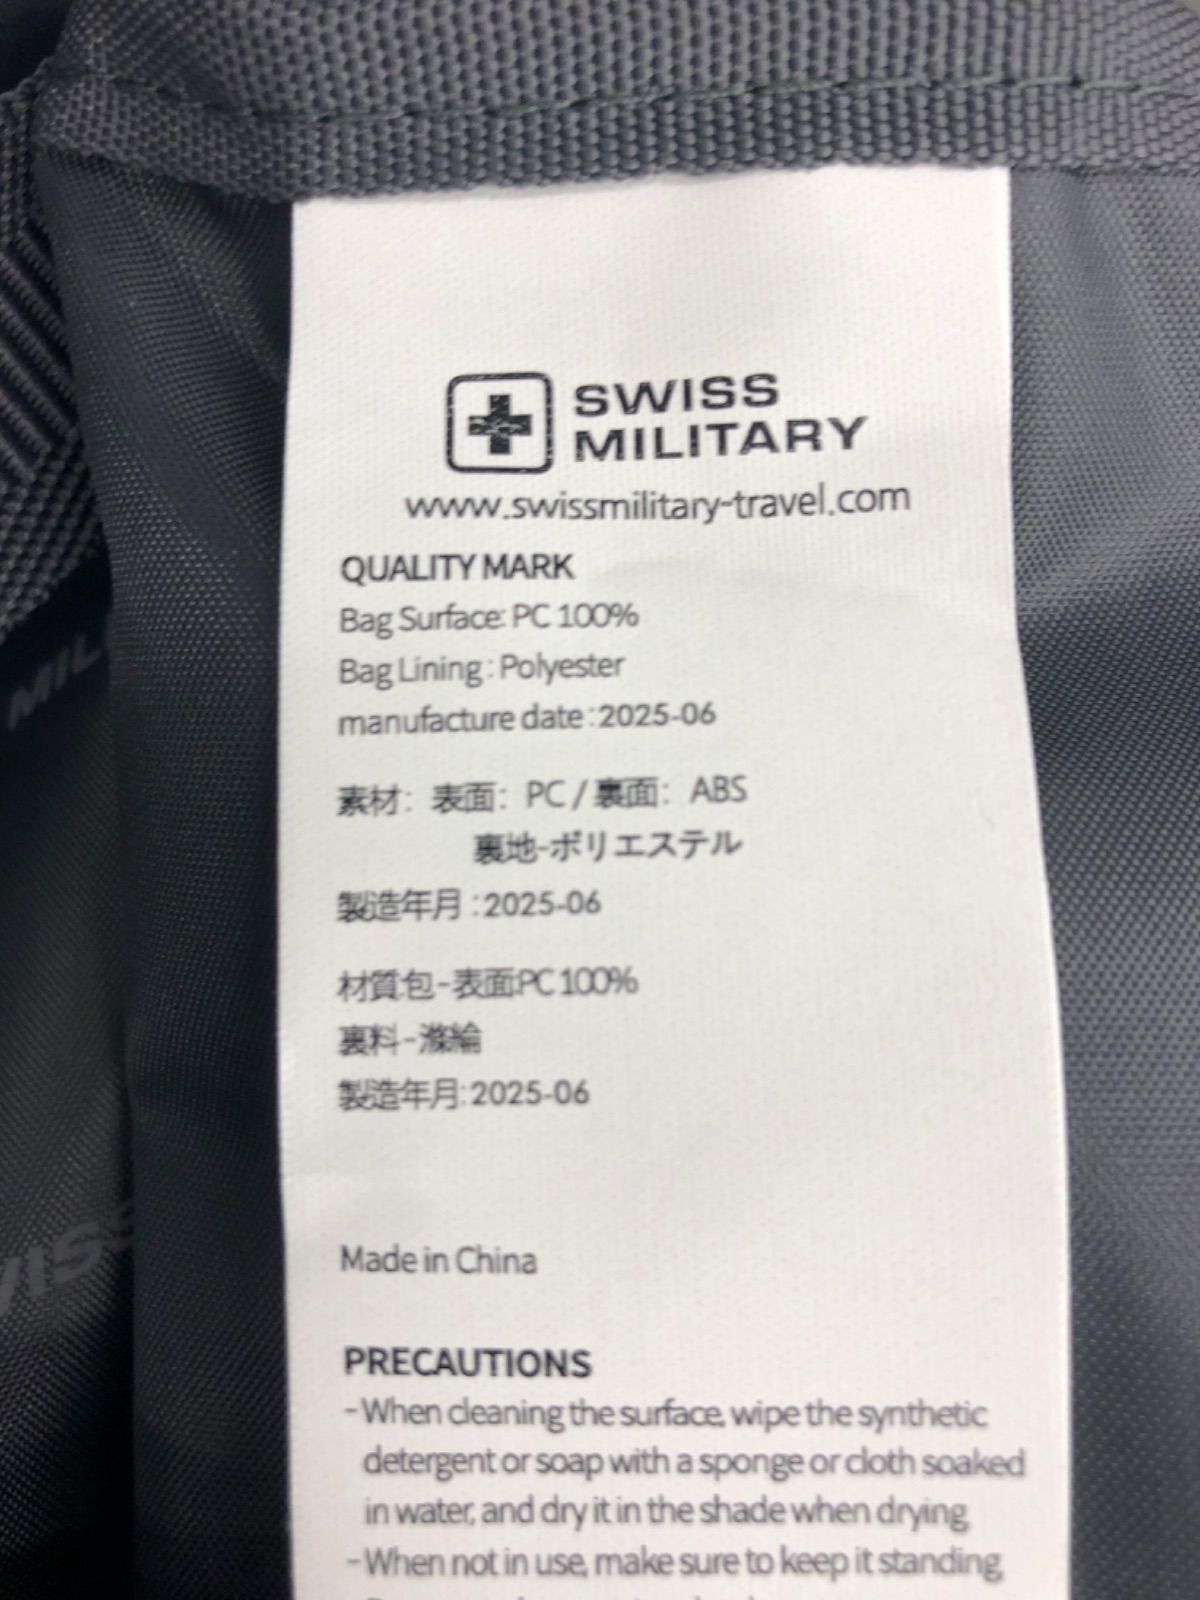 SWISS
MILITARY
www.swissmilitary-travel.com
QUALITY MARK
Bag Surface: PC 100%
Bag Lining : Polyester
manufacture date : 2025-06
素材： 表面： PC / 裏面： ABS
裏地-ポリエステル
製造年月 : 2025-06
材質:包-表面:PC 100%
裏料-滌綸
製造年月: 2025-06
Made in China
PRECAUTIONS
- When cleaning the surface, wipe the synthetic
detergent or soap with a sponge or cloth soaked
in water, and dry it in the shade when drying.
- When not in use, make sure to keep it standing.
MIL
WISS